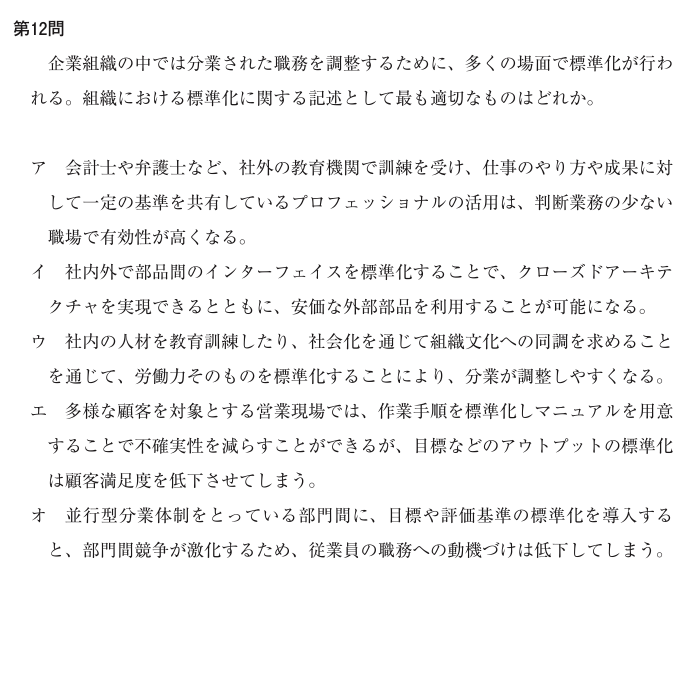 第12問
企業組織の中では分業された職務を調整するために、多くの場面で標準化が行わ
れる。組織における標準化に関する記述として最も適切なものはどれか。
ア　会計士や弁護士など、社外の教育機関で訓練を受け、仕事のやり方や成果に対
して一定の基準を共有しているプロフェッショナルの活用は、判断業務の少ない
職場で有効性が高くなる。
イ　社内外で部品間のインターフェイスを標準化することで、クローズドアーキテ
クチャを実現できるとともに、安価な外部部品を利用することが可能になる。
ウ　社内の人材を教育訓練したり、社会化を通じて組織文化への同調を求めること
を通じて、労働力そのものを標準化することにより、分業が調整しやすくなる。
エ　多様な顧客を対象とする営業現場では、作業手順を標準化しマニュアルを用意
することで不確実性を減らすことができるが、目標などのアウトプットの標準化
は顧客満足度を低下させてしまう。
オ　並行型分業体制をとっている部門間に、目標や評価基準の標準化を導入する
と、部門間競争が激化するため、従業員の職務への動機づけは低下してしまう。